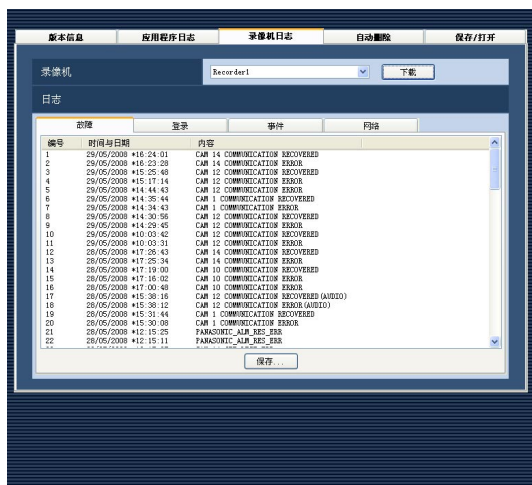 版本信息 应用程序日志 录像机日志 自动删除 保存/打开
录像机 Recorder1 下载
日志
故障 登录 事件 网络
编号 时间与日期 内容
1 29/05/2008 *16:24:01 CAM 14 COMMUNICATION RECOVERED
2 29/05/2008 *16:23:28 CAM 14 COMMUNICATION ERROR
3 29/05/2008 *15:25:48 CAM 12 COMMUNICATION RECOVERED
4 29/05/2008 *15:17:14 CAM 12 COMMUNICATION ERROR
5 29/05/2008 *14:44:43 CAM 12 COMMUNICATION ERROR
6 29/05/2008 *14:35:44 CAM 1 COMMUNICATION RECOVERED
7 29/05/2008 *14:34:43 CAM 1 COMMUNICATION ERROR
8 29/05/2008 *14:30:56 CAM 12 COMMUNICATION RECOVERED
9 29/05/2008 *14:29:45 CAM 12 COMMUNICATION ERROR
10 29/05/2008 *10:03:42 CAM 12 COMMUNICATION RECOVERED
11 29/05/2008 *10:03:31 CAM 12 COMMUNICATION ERROR
12 28/05/2008 *17:26:43 CAM 14 COMMUNICATION RECOVERED
13 28/05/2008 *17:25:34 CAM 14 COMMUNICATION ERROR
14 28/05/2008 *17:19:00 CAM 10 COMMUNICATION RECOVERED
15 28/05/2008 *17:16:02 CAM 10 COMMUNICATION ERROR
16 28/05/2008 *17:00:48 CAM 10 COMMUNICATION ERROR
17 28/05/2008 *15:38:16 CAM 12 COMMUNICATION RECOVERED(AUDIO)
18 28/05/2008 *15:38:12 CAM 12 COMMUNICATION ERROR(AUDIO)
19 28/05/2008 *15:31:44 CAM 1 COMMUNICATION RECOVERED
20 28/05/2008 *15:30:08 CAM 1 COMMUNICATION ERROR
21 28/05/2008 *12:15:25 PANASONIC_ALM_RES_ERR
22 28/05/2008 *12:15:11 PANASONIC_ALM_RES_ERR
保存...